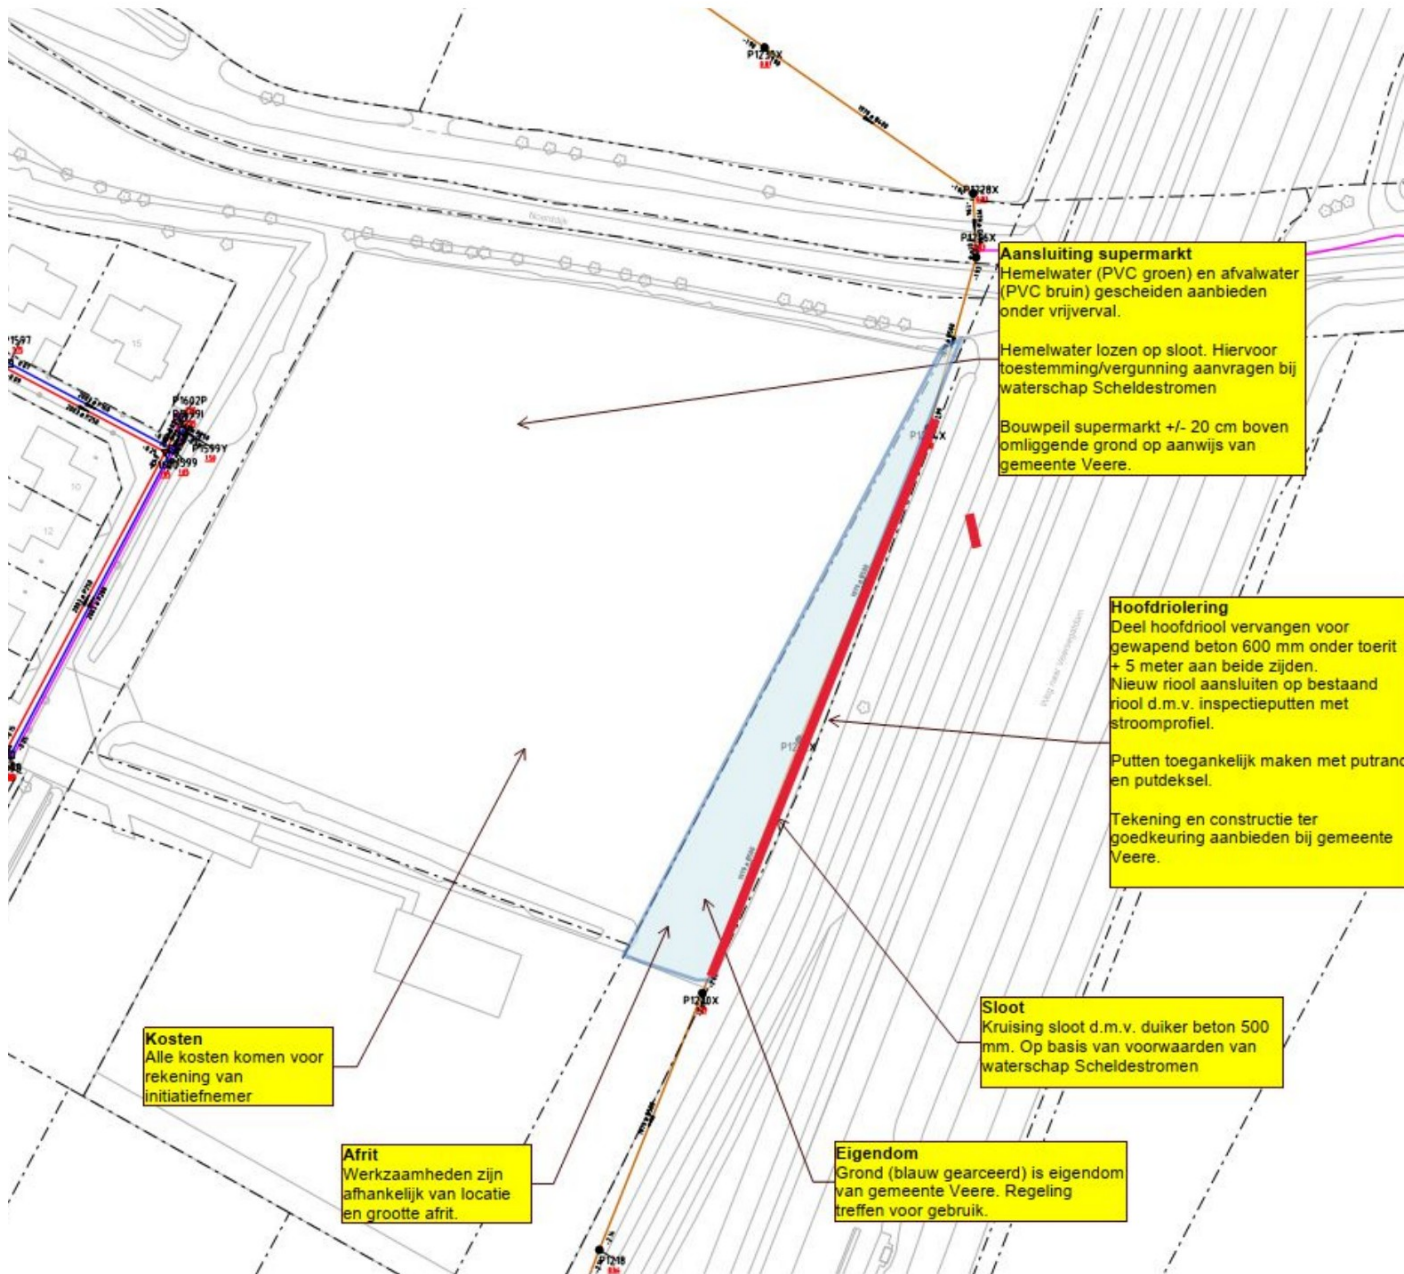 P1228X
Noorddijk
Aansluiting supermarkt
Hemelwater (PVC groen) en afvalwater
(PVC bruin) gescheiden aanbieden
onder vrijverval.
Hemelwater lozen op sloot. Hiervoor
toestemming/vergunning aanvragen bij
waterschap Scheldestromen
Bouwpeil supermarkt +/- 20 cm boven
omliggende grond op aanwijs van
gemeente Veere.
15
P1602P
P1599Y
10
12
Hoofdriolering
Deel hoofdriool vervangen voor
gewapend beton 600 mm onder toerit
+ 5 meter aan beide zijden.
Nieuw riool aansluiten op bestaand
riool d.m.v. inspectieputten met
stroomprofiel.
Putten toegankelijk maken met putrand
en putdeksel.
Tekening en constructie ter
goedkeuring aanbieden bij gemeente
Veere.
Sloot
Kruising sloot d.m.v. duiker beton 500
mm. Op basis van voorwaarden van
waterschap Scheldestromen
Kosten
Alle kosten komen voor
rekening van
initiatiefnemer
Afrit
Werkzaamheden zijn
afhankelijk van locatie
en grootte afrit.
Eigendom
Grond (blauw gearceerd) is eigendom
van gemeente Veere. Regeling
treffen voor gebruik.
P1218